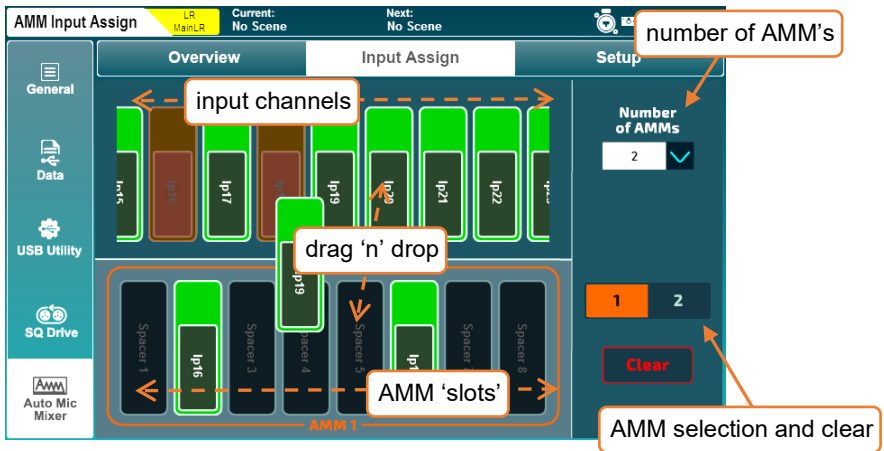 AMM Input Assign
LR
MainLR
Current:
No Scene
Next:
No Scene
number of AMM's
Overview
Input Assign
Setup
General
Data
USB Utility
SQ Drive
Auto Mic
Mixer
input channels
Number
of AMMs
2
Ip15
Ip16
Ip17
Ip19
Ip20
Ip21
Ip22
drag ‘n’ drop
Ip19
Spacer 1
Ip16
Spacer 3
Spacer 4
Spacer 5
Spacer 8
AMM ‘slots’
AMM 1
1
2
Clear
AMM selection and clear